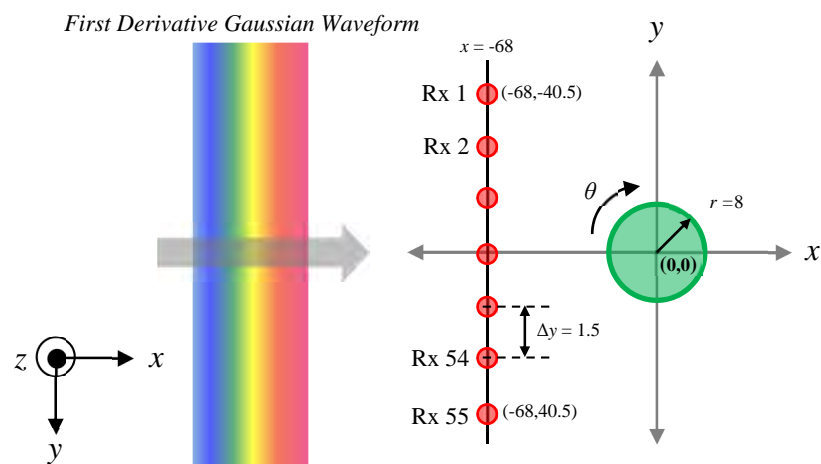 First Derivative Gaussian Waveform
x = -68
y
Rx 1
(-68,-40.5)
Rx 2
θ
r =8
(0,0)
x
Δy = 1.5
Rx 54
Rx 55
(-68,40.5)
z
x
y